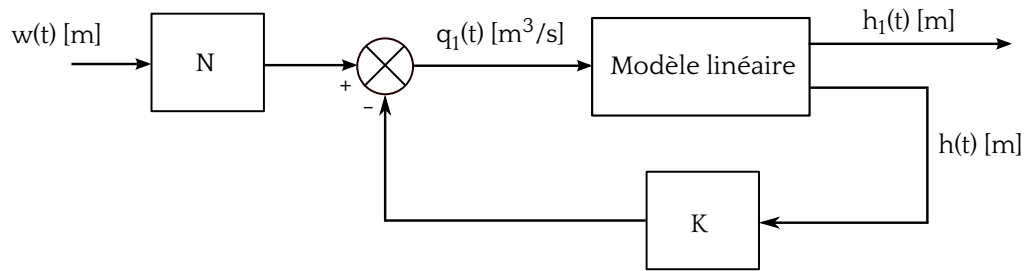 w(t) [m]
N
+
−
q₁(t) [m³/s]
Modèle linéaire
h₁(t) [m]
h(t) [m]
K